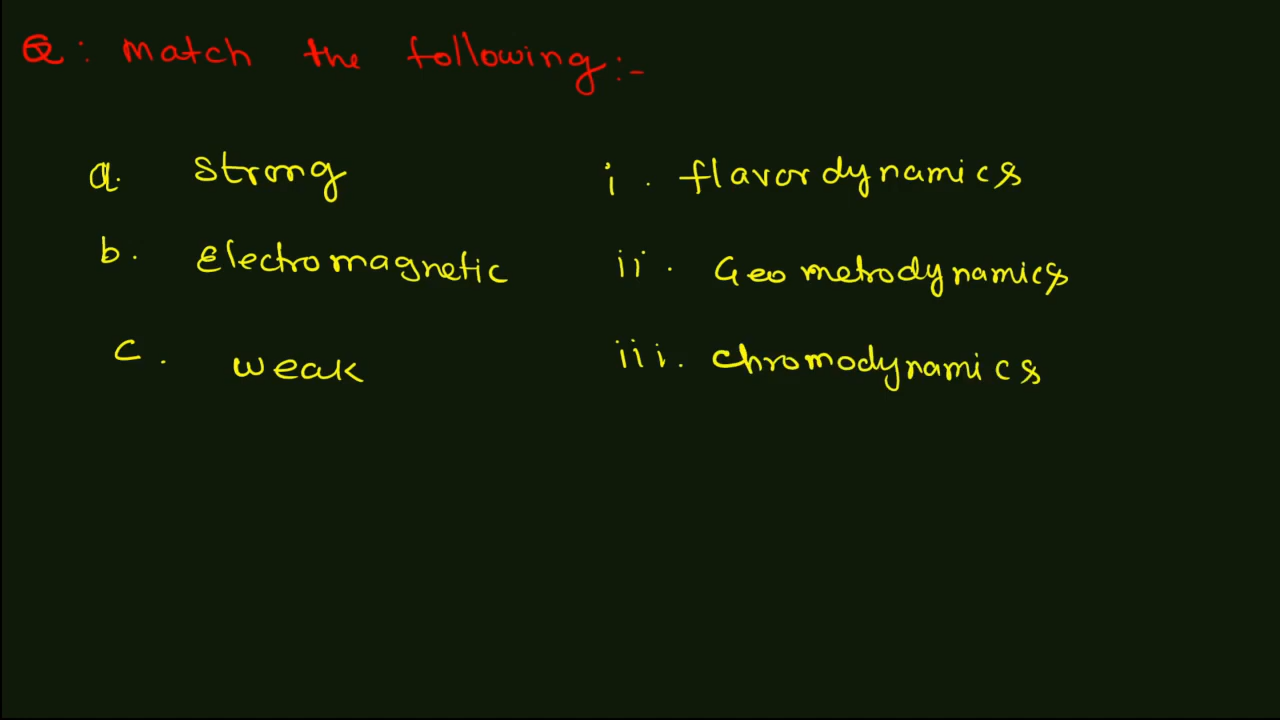 Q: Match the following:-
a. Strong i. flavordynamics
b. Electromagnetic ii. Geometrodynamics
c. weak iii. chromodynamics